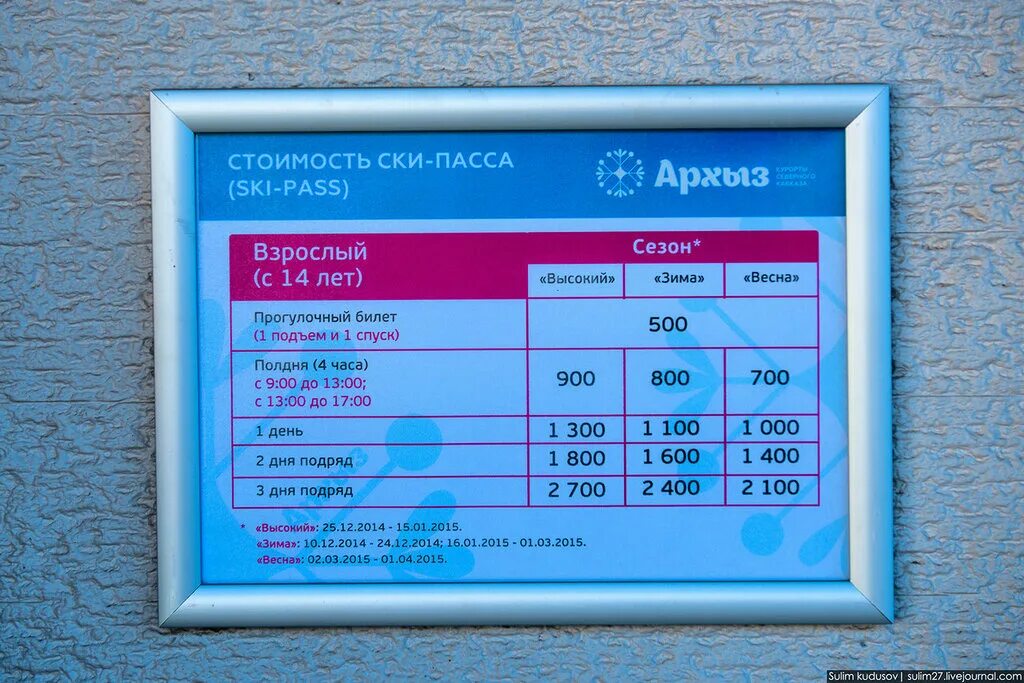 СТОИМОСТЬ СКИ-ПАССА
(SKI-PASS)
Архыз
КУРОРТЫ
СЕВЕРНОГО
КАВКАЗА
Взрослый
(с 14 лет)
Сезон*
«Высокий» «Зима» «Весна»
Прогулочный билет
(1 подъем и 1 спуск)
500
Полдня (4 часа)
с 9:00 до 13:00;
с 13:00 до 17:00
900 800 700
1 день 1 300 1 100 1 000
2 дня подряд 1 800 1 600 1 400
3 дня подряд 2 700 2 400 2 100
* «Высокий»: 25.12.2014 - 15.01.2015.
«Зима»: 10.12.2014 - 24.12.2014; 16.01.2015 - 01.03.2015.
«Весна»: 02.03.2015 - 01.04.2015.
Архыз
Sulim kudusov | sulim27.livejournal.com